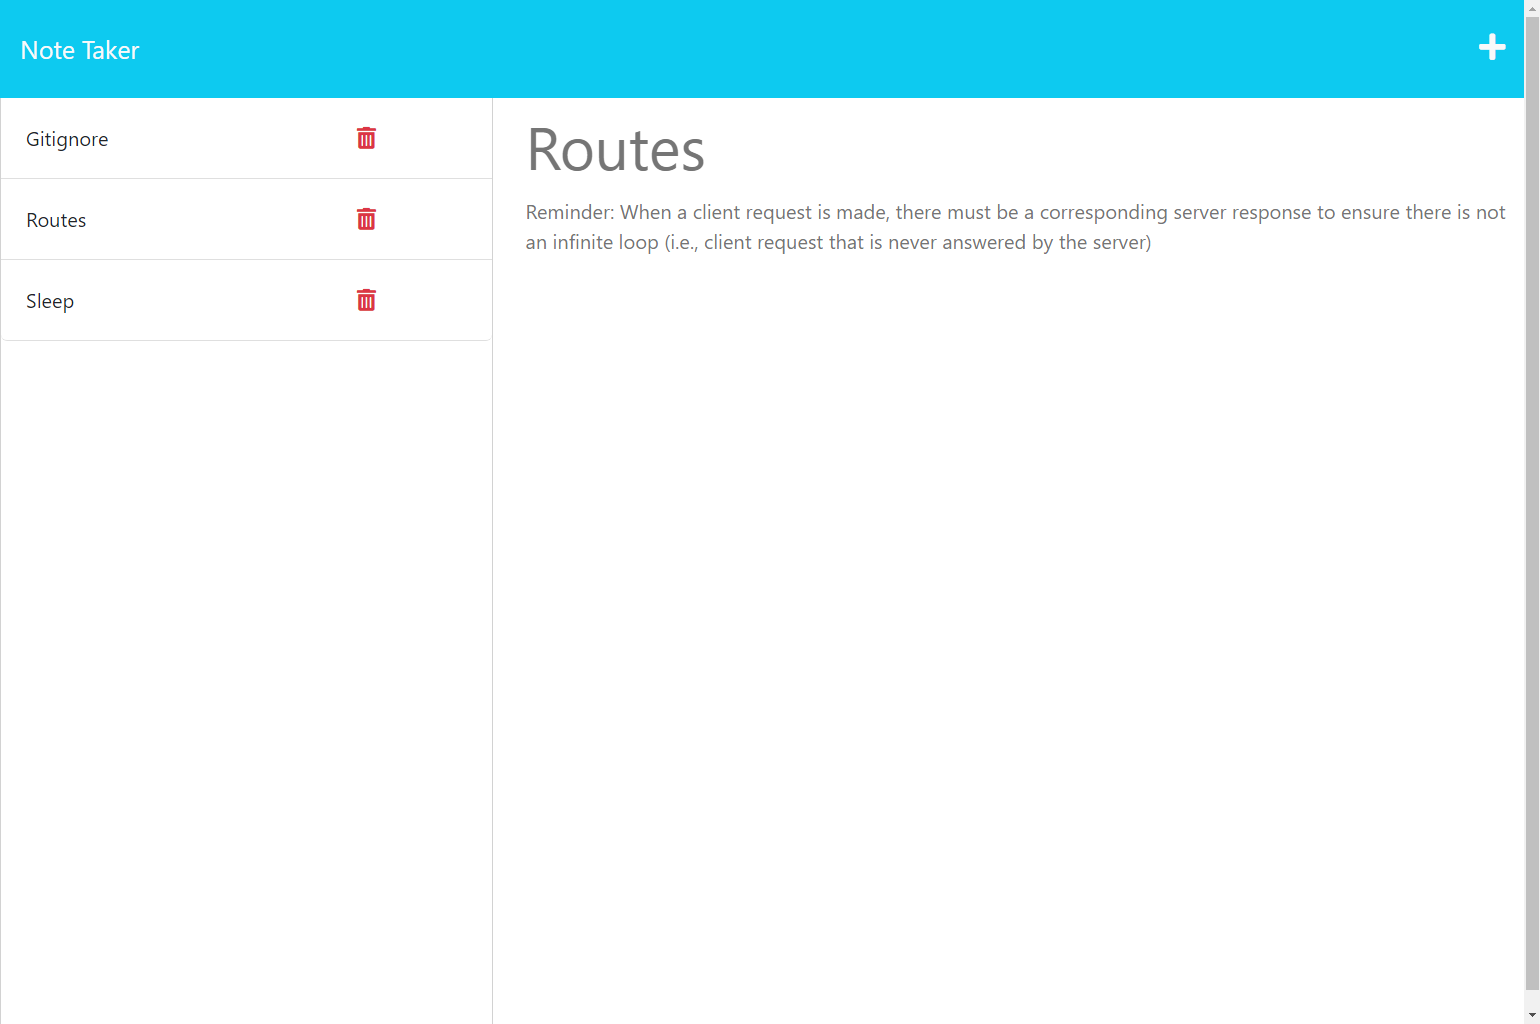 Note Taker
Gitignore
Routes
Sleep
Routes
Reminder: When a client request is made, there must be a corresponding server response to ensure there is not
an infinite loop (i.e., client request that is never answered by the server)